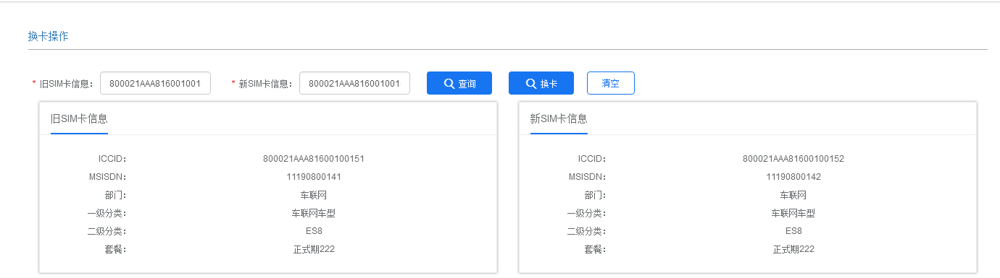 换卡操作
* 旧SIM卡信息： 800021AAA816001001 * 新SIM卡信息： 800021AAA816001001 查询 换卡 清空
旧SIM卡信息
ICCID： 800021AAA81600100151
MSISDN： 11190800141
部门： 车联网
一级分类： 车联网车型
二级分类： ES8
套餐： 正式期222
新SIM卡信息
ICCID： 800021AAA81600100152
MSISDN： 11190800142
部门： 车联网
一级分类： 车联网车型
二级分类： ES8
套餐： 正式期222